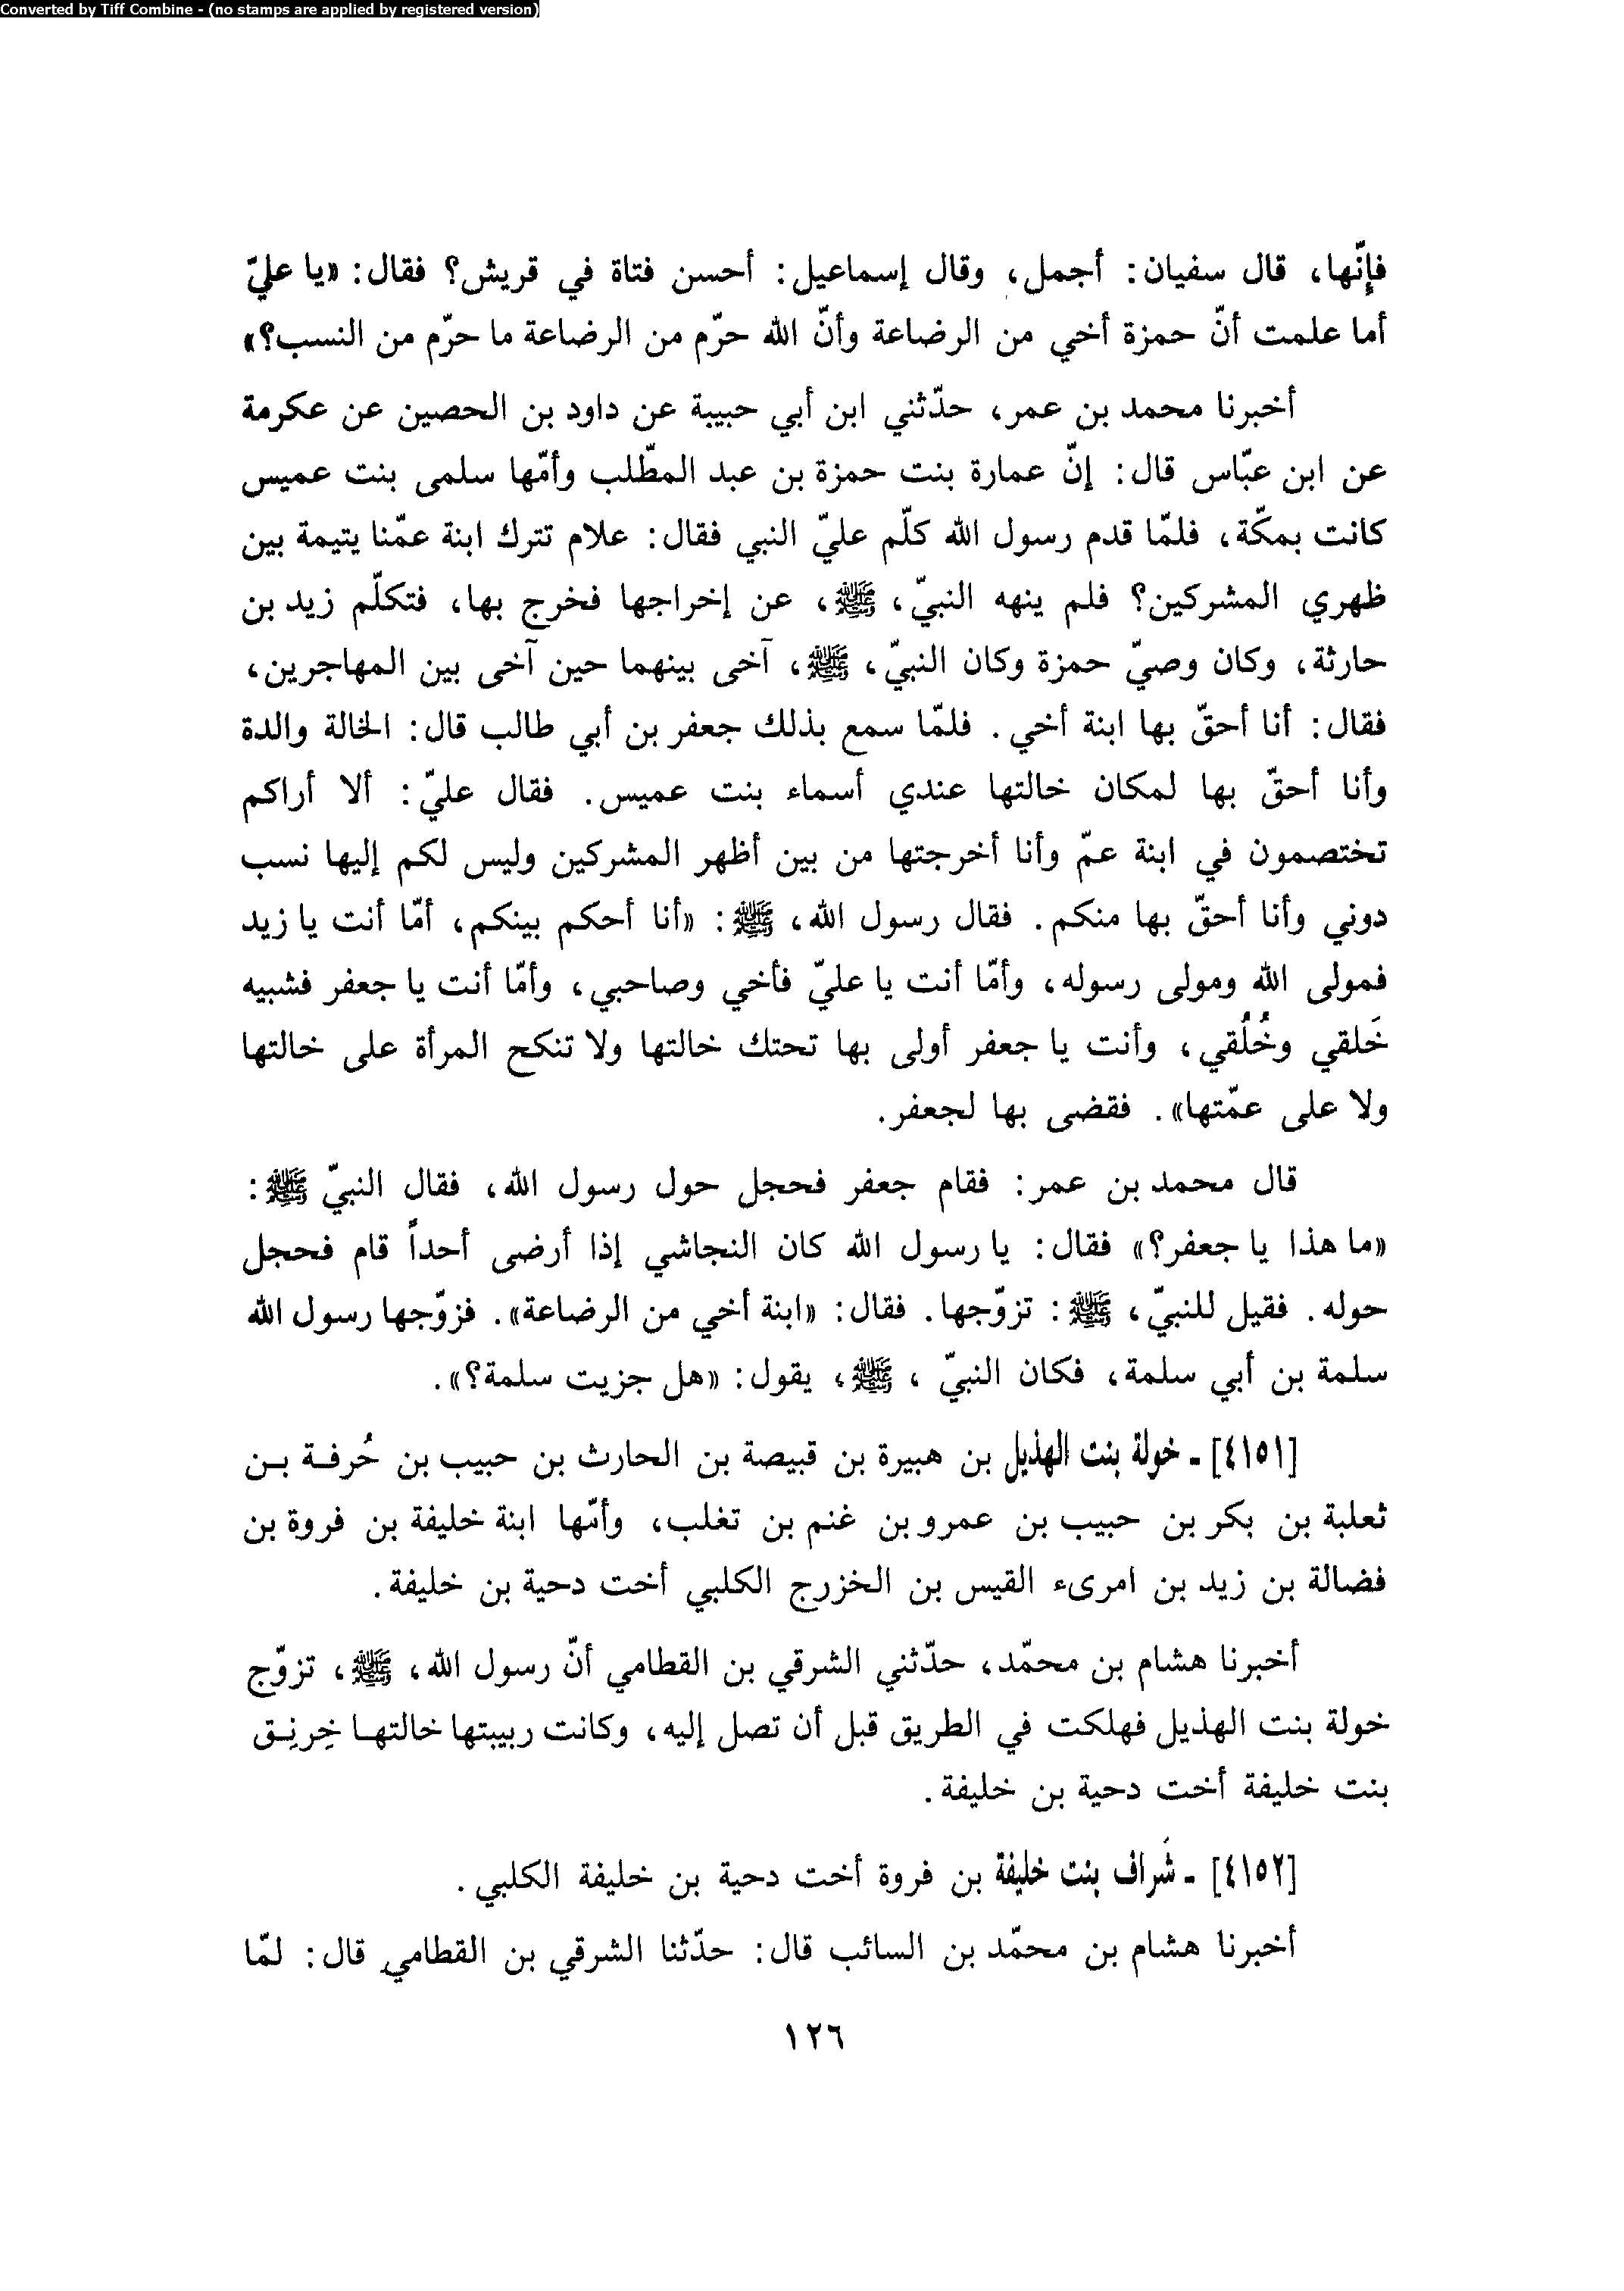 Converted by Tiff Combine - (no stamps are applied by registered version)
فإنّها، قال سفيان: أجمل، وقال إسماعيل: أحسن فتاة في قريش؟ فقال: «يا عليّ
أما علمت أنّ حمزة أخي من الرضاعة وأنّ الله حرّم من الرضاعة ما حرّم من النسب؟»
أخبرنا محمد بن عمر، حدّثني ابن أبي حبيبة عن داود بن الحصين عن عكرمة
عن ابن عبّاس قال: إنّ عمارة بنت حمزة بن عبد المطّلب وأمّها سلمى بنت عميس
كانت بمكّة، فلمّا قدم رسول الله كلّم عليّ النبي فقال: علام تترك ابنة عمّنا يتيمة بين
ظهري المشركين؟ فلم ينهه النبيّ، ﷺ، عن إخراجها فخرج بها، فتكلّم زيد بن
حارثة، وكان وصيّ حمزة وكان النبيّ، ﷺ، آخى بينهما حين آخى بين المهاجرين،
فقال: أنا أحقّ بها ابنة أخي. فلمّا سمع بذلك جعفر بن أبي طالب قال: الخالة والدة
وأنا أحقّ بها لمكان خالتها عندي أسماء بنت عميس. فقال عليّ: ألا أراكم
تختصمون في ابنة عمّ وأنا أخرجتها من بين أظهر المشركين وليس لكم إليها نسب
دوني وأنا أحقّ بها منكم. فقال رسول الله، ﷺ: «أنا أحكم بينكم، أمّا أنت يا زيد
فمولى الله ومولى رسوله، وأمّا أنت يا عليّ فأخي وصاحبي، وأمّا أنت يا جعفر فشبيه
خَلقي وخُلُقي، وأنت يا جعفر أولى بها تحتك خالتها ولا تنكح المرأة على خالتها
ولا على عمّتها». فقضى بها لجعفر.
قال محمد بن عمر: فقام جعفر فحجل حول رسول الله، فقال النبيّ ﷺ:
«ما هذا يا جعفر؟» فقال: يا رسول الله كان النجاشي إذا أرضى أحداً قام فحجل
حوله. فقيل للنبيّ، ﷺ: تزوّجها. فقال: «ابنة أخي من الرضاعة». فزوّجها رسول الله
سلمة بن أبي سلمة، فكان النبيّ ، ﷺ، يقول: «هل جزيت سلمة؟».
[٤١٥١] - خولة بنت الهذيل بن هبيرة بن قبيصة بن الحارث بن حبيب بن حُرفة بن
ثعلبة بن بكر بن حبيب بن عمرو بن غنم بن تغلب، وأمّها ابنة خليفة بن فروة بن
فضالة بن زيد بن امرىء القيس بن الخزرج الكلبي أخت دحية بن خليفة.
أخبرنا هشام بن محمّد، حدّثني الشرقي بن القطامي أنّ رسول الله، ﷺ، تزوّج
خولة بنت الهذيل فهلكت في الطريق قبل أن تصل إليه، وكانت ربيبتها خالتها خِرنِق
بنت خليفة أخت دحية بن خليفة.
[٤١٥٢] - شَراف بنت خليفة بن فروة أخت دحية بن خليفة الكلبي.
أخبرنا هشام بن محمّد بن السائب قال: حدّثنا الشرقي بن القطامي قال: لمّا
١٢٦